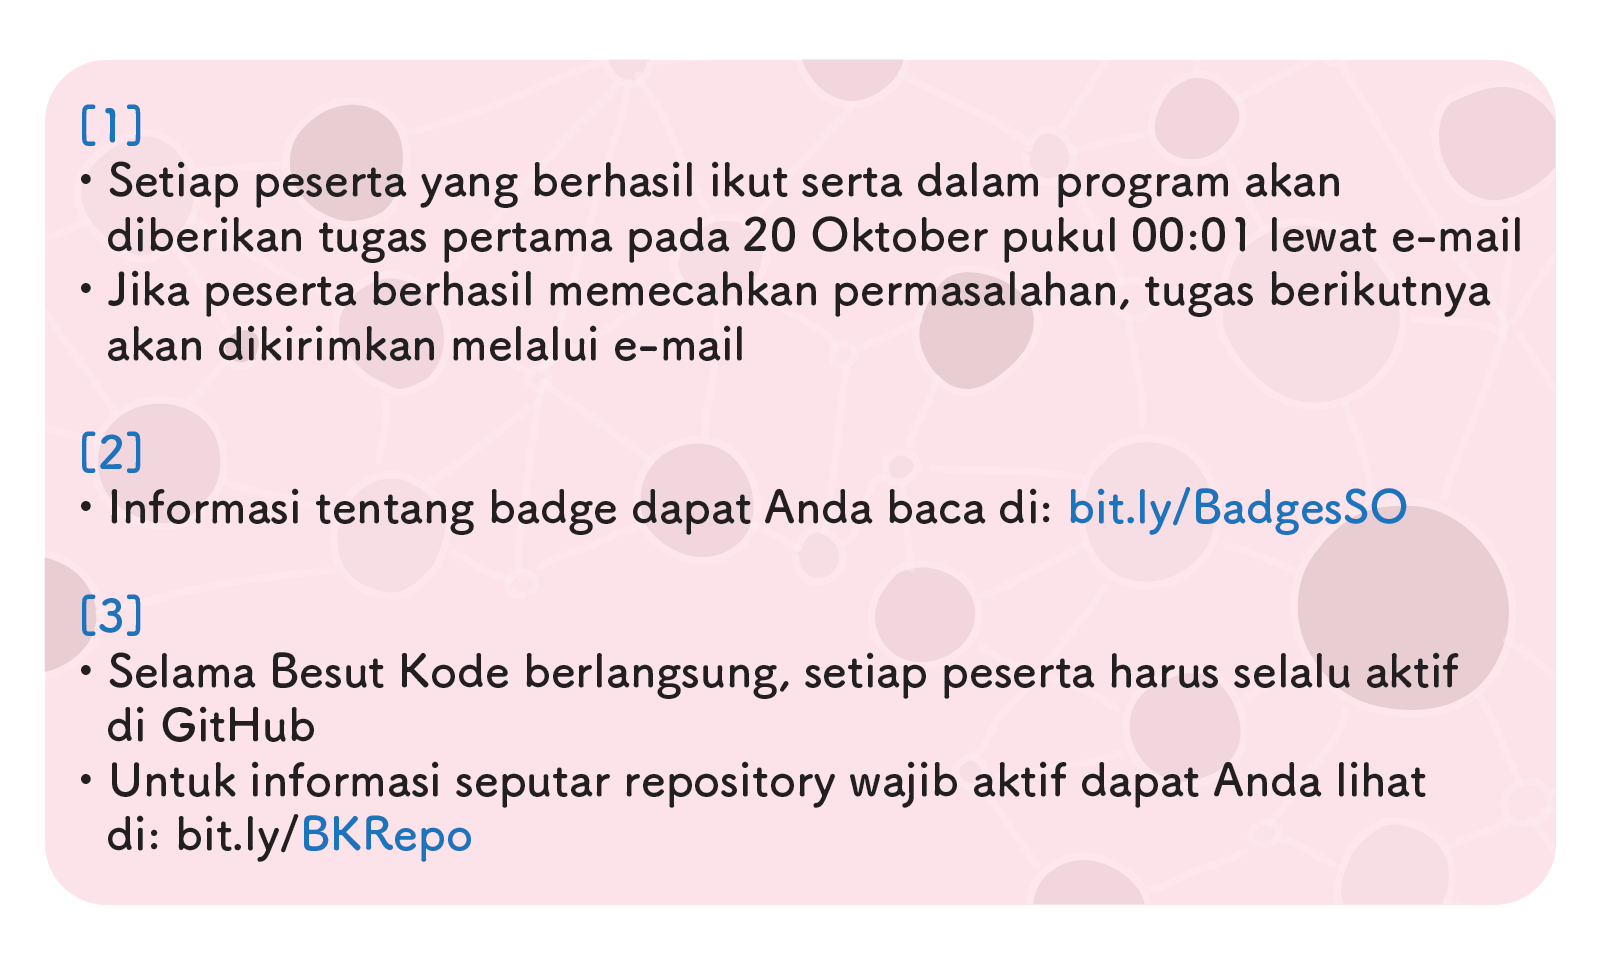 [1]
• Setiap peserta yang berhasil ikut serta dalam program akan
diberikan tugas pertama pada 20 Oktober pukul 00:01 lewat e-mail
• Jika peserta berhasil memecahkan permasalahan, tugas berikutnya
akan dikirimkan melalui e-mail
[2]
• Informasi tentang badge dapat Anda baca di: bit.ly/BadgesSO
[3]
• Selama Besut Kode berlangsung, setiap peserta harus selalu aktif
di GitHub
• Untuk informasi seputar repository wajib aktif dapat Anda lihat
di: bit.ly/BKRepo